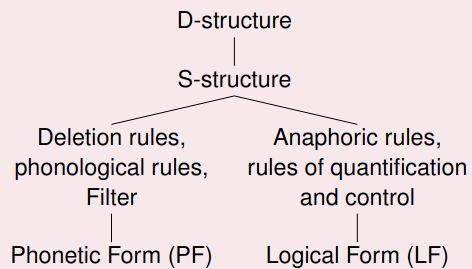 D-structure
S-structure
Deletion rules,
phonological rules,
Filter
Anaphoric rules,
rules of quantification
and control
Phonetic Form (PF)
Logical Form (LF)